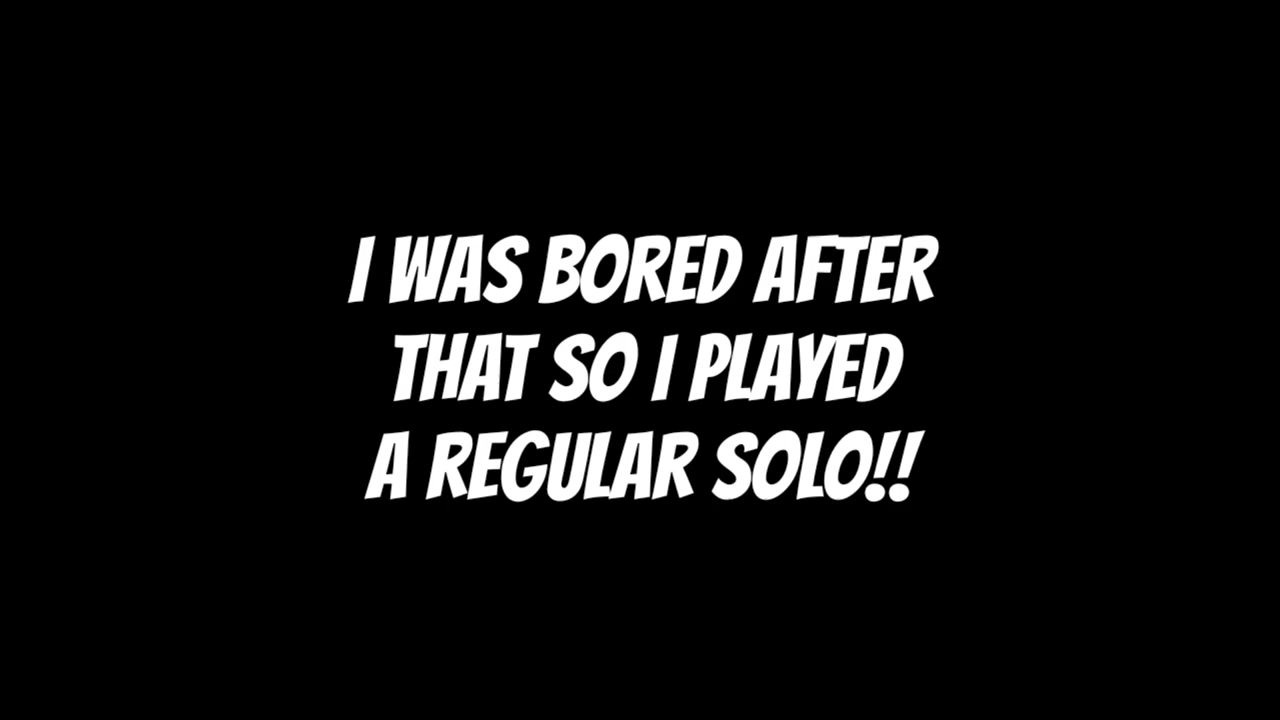 I WAS BORED AFTER
THAT SO I PLAYED
A REGULAR SOLO!!